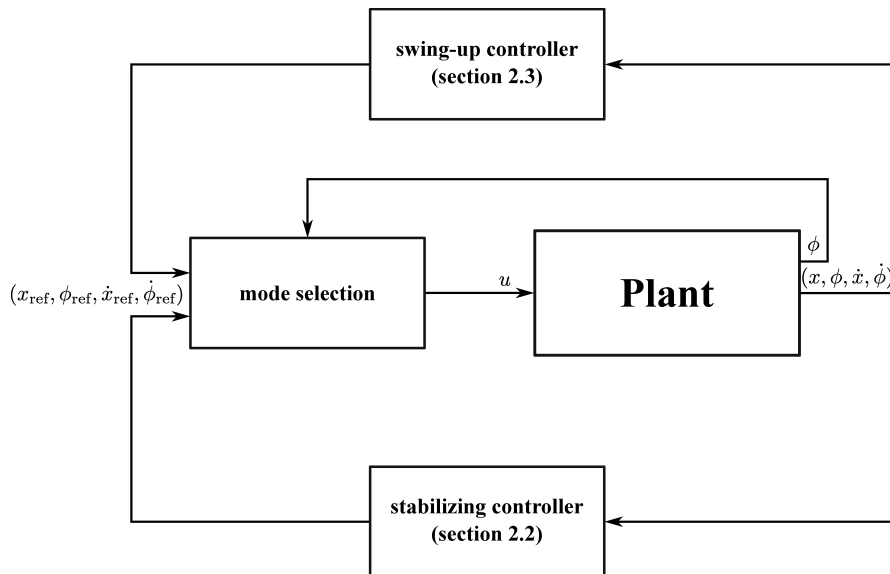 swing-up controller
(section 2.3)
ϕ
(x_ref, ϕ_ref, ẋ_ref, ϕ̇_ref)
mode selection
u
Plant
(x, ϕ, ẋ, ϕ̇)
stabilizing controller
(section 2.2)